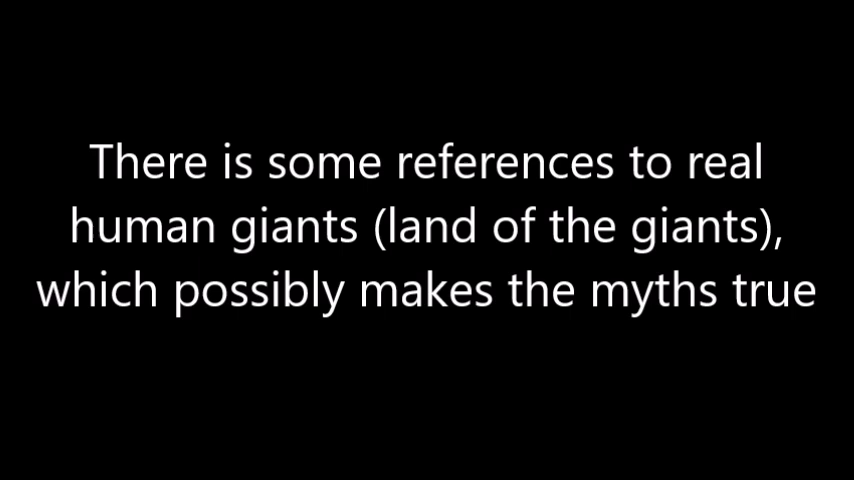 There is some references to real
human giants (land of the giants),
which possibly makes the myths true